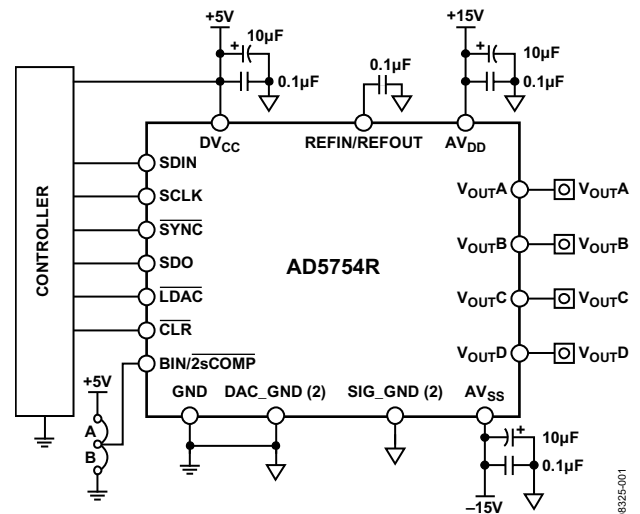 +5V
+15V
10µF
0.1µF
0.1µF
10µF
0.1µF
CONTROLLER
DVCC
REFIN/REFOUT
AVDD
SDIN
SCLK
SYNC
SDO
LDAC
CLR
BIN/2sCOMP
AD5754R
VOUTA
VOUTA
VOUTB
VOUTB
VOUTC
VOUTC
VOUTD
VOUTD
+5V
A
B
GND
DAC_GND (2)
SIG_GND (2)
AVSS
10µF
0.1µF
–15V